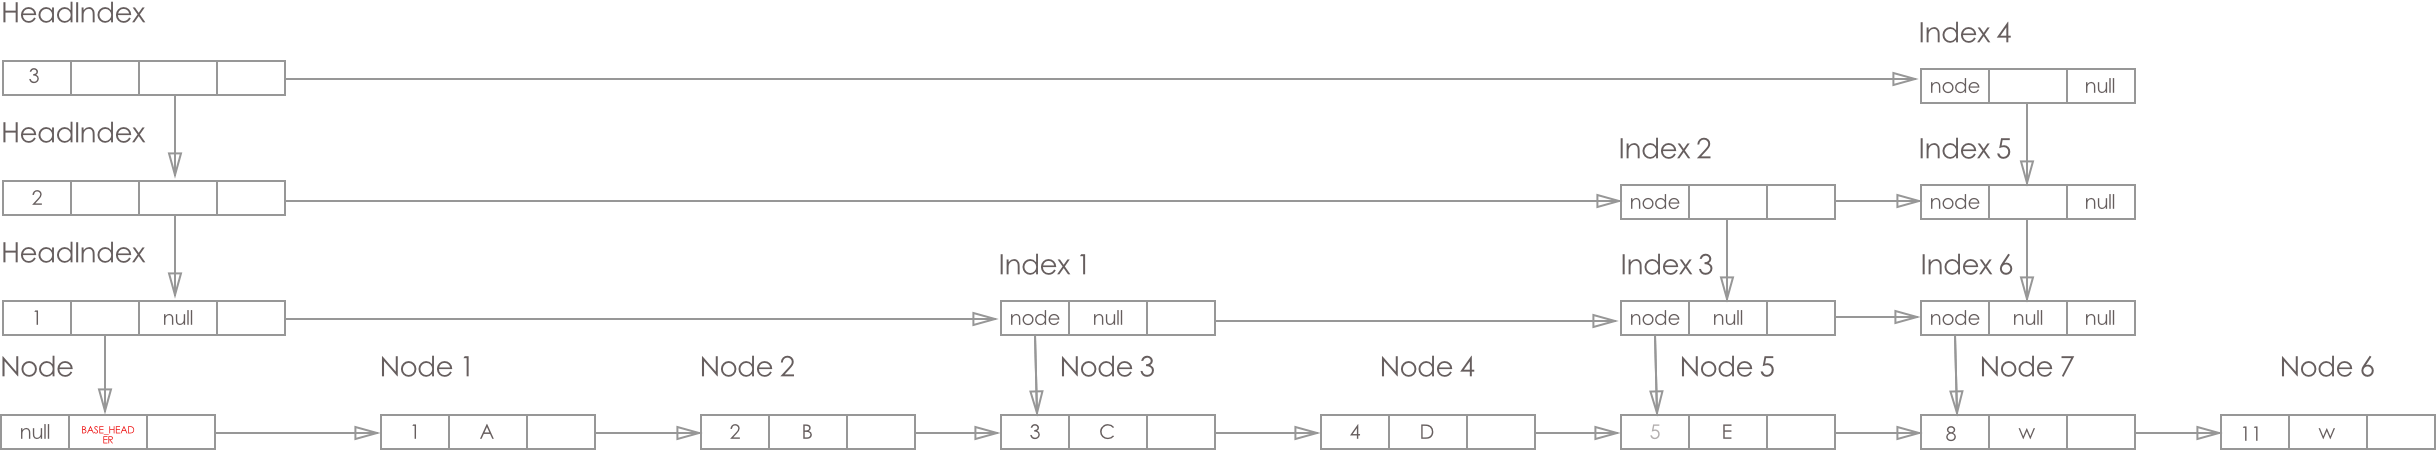 HeadIndex
Index 4
3
node null
HeadIndex
Index 2 Index 5
2 node node null
HeadIndex
Index 1 Index 3 Index 6
1 null node null node null node null null
Node Node 1 Node 2 Node 3 Node 4 Node 5 Node 7 Node 6
null BASE_HEAD 1 A 2 B 3 C 4 D 5 E 8 w 11 w
ER